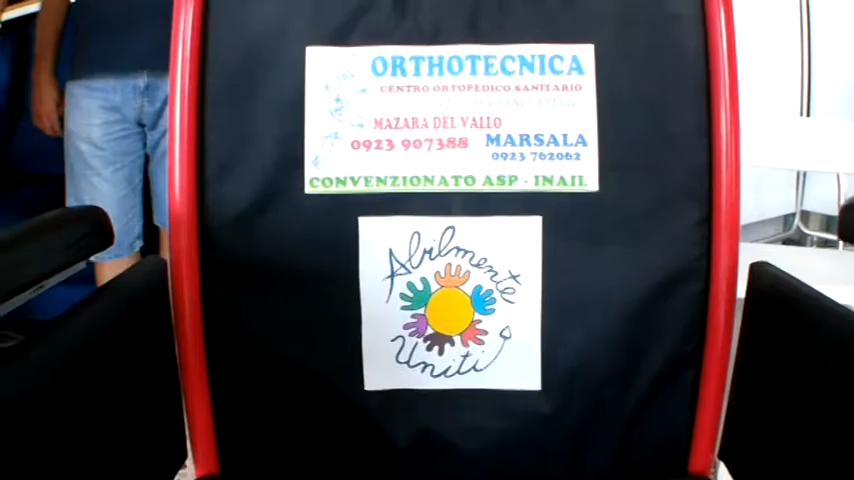 ORTHOTECNICA
CENTRO ORTOPEDICO SANITARIO
MAZARA DEL VALLO
0923 907388
MARSALA
0923 762062
CONVENZIONATO ASP - INAIL
Abilmente
Uniti